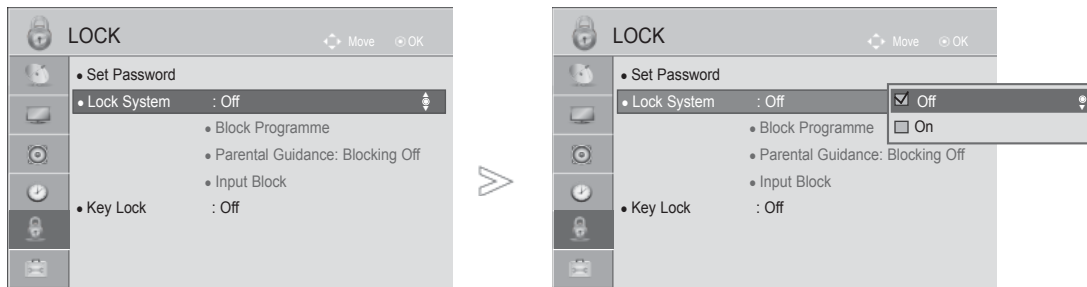 LOCK
Move OK
• Set Password
• Lock System : Off
• Block Programme
• Parental Guidance: Blocking Off
• Input Block
• Key Lock : Off
LOCK
Move OK
• Set Password
• Lock System : Off
Off
• Block Programme
On
• Parental Guidance: Blocking Off
• Input Block
• Key Lock : Off